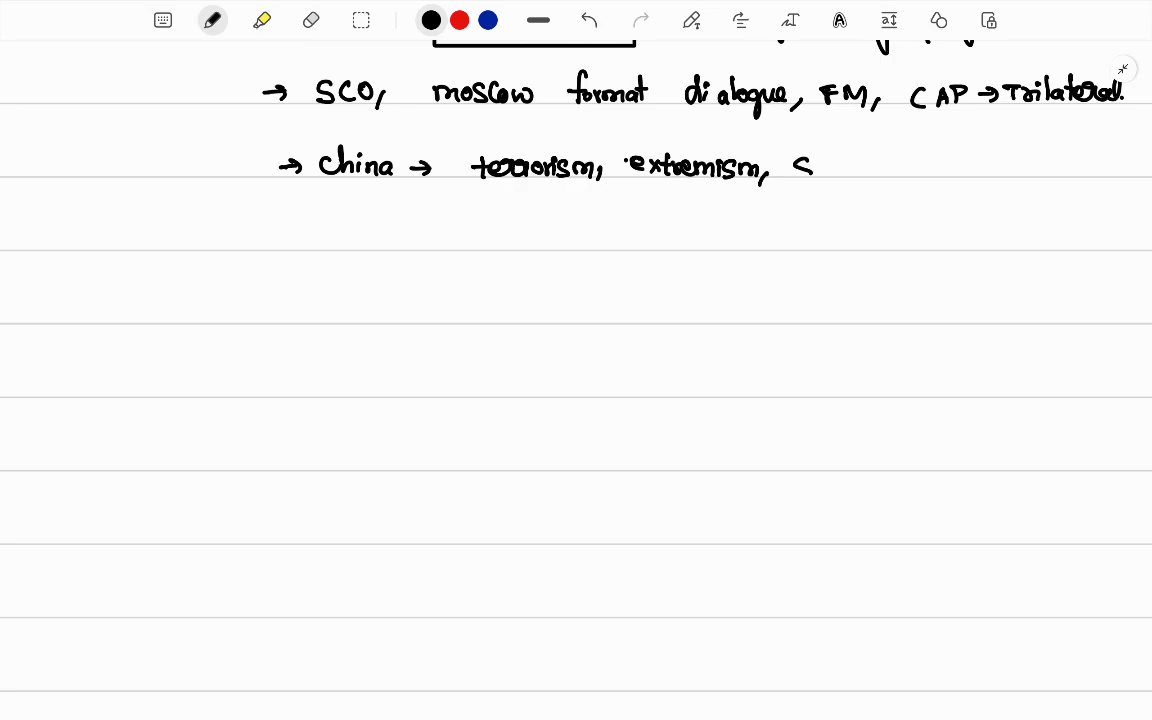 → SCO, moscow format dialogue, FM, CAP → Trilateral.
→ China → terrorism, extremism, S